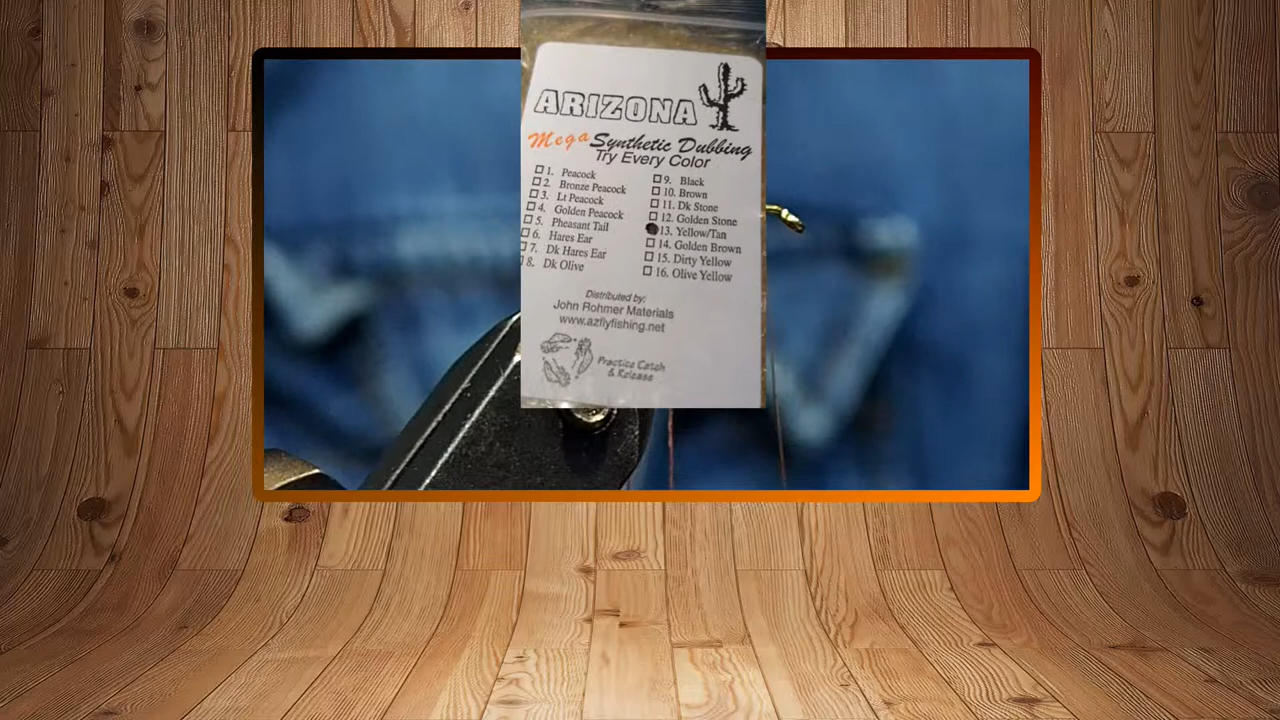 ARIZONA
Mega Synthetic Dubbing
Try Every Color
1. Peacock
2. Bronze Peacock
3. Lt Peacock
4. Golden Peacock
5. Pheasant Tail
6. Hares Ear
7. Dk Hares Ear
8. Dk Olive
9. Black
10. Brown
11. Dk Stone
12. Golden Stone
13. Yellow/Tan
14. Golden Brown
15. Dirty Yellow
16. Olive Yellow
Distributed by:
John Rohmer Materials
www.azflyfishing.net
Practice Catch
& Release